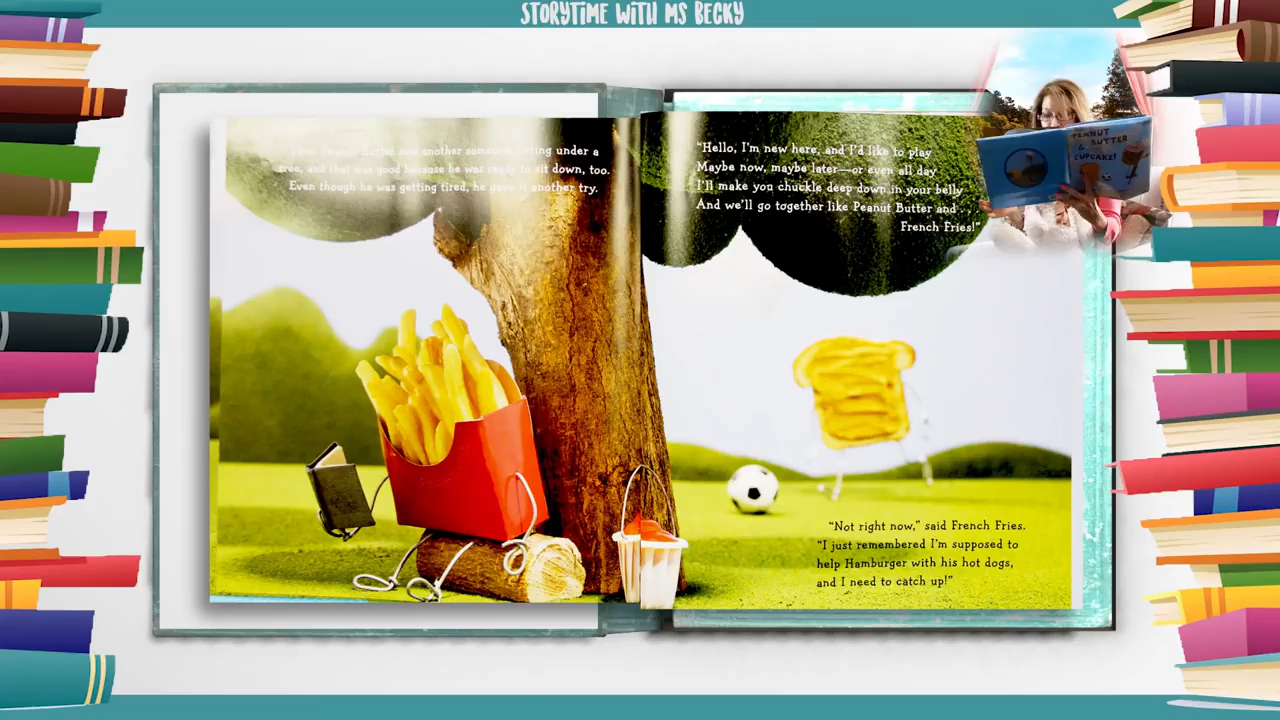 STORYTIME WITH MS BECKY
another someone sitting under a
tree, and that was good because he was ready to sit down, too.
Even though he was getting tired, he gave it another try.
"Hello, I'm new here, and I'd like to play
Maybe now, maybe later—or even all day
I'll make you chuckle deep down in your belly
And we'll go together like Peanut Butter and . . .
French Fries!"
PEANUT
BUTTER
&
CUPCAKE!
"Not right now," said French Fries.
"I just remembered I'm supposed to
help Hamburger with his hot dogs,
and I need to catch up!"